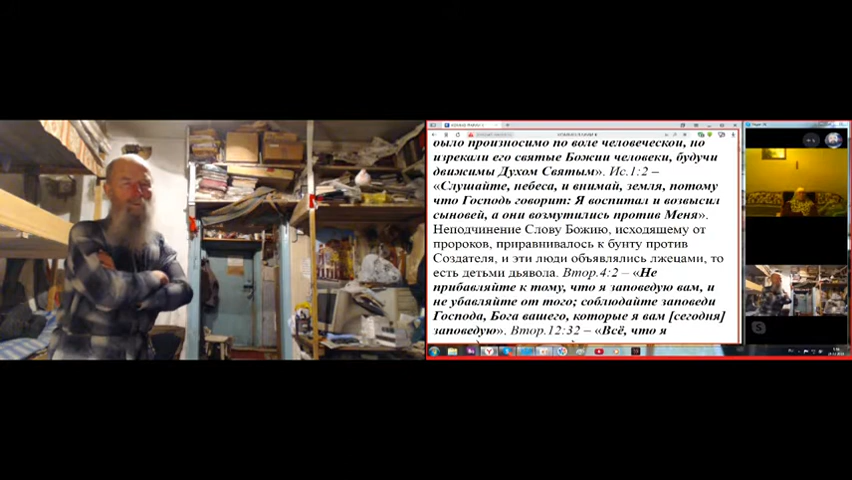 было произносимо по воле человеческой, но
изрекали его святые Божии человеки, будучи
движимы Духом Святым». Ис.1:2 –
«Слушайте, небеса, и внимай, земля, потому
что Господь говорит: Я воспитал и возвысил
сыновей, а они возмутились против Меня».
Неподчинение Слову Божию, исходящему от
пророков, приравнивалось к бунту против
Создателя, и эти люди объявлялись лжецами, то
есть детьми дьявола. Втор.4:2 – «Не
прибавляйте к тому, что я заповедую вам, и
не убавляйте от того; соблюдайте заповеди
Господа, Бога вашего, которые я вам [сегодня]
заповедую». Втор.12:32 – «Всё, что я